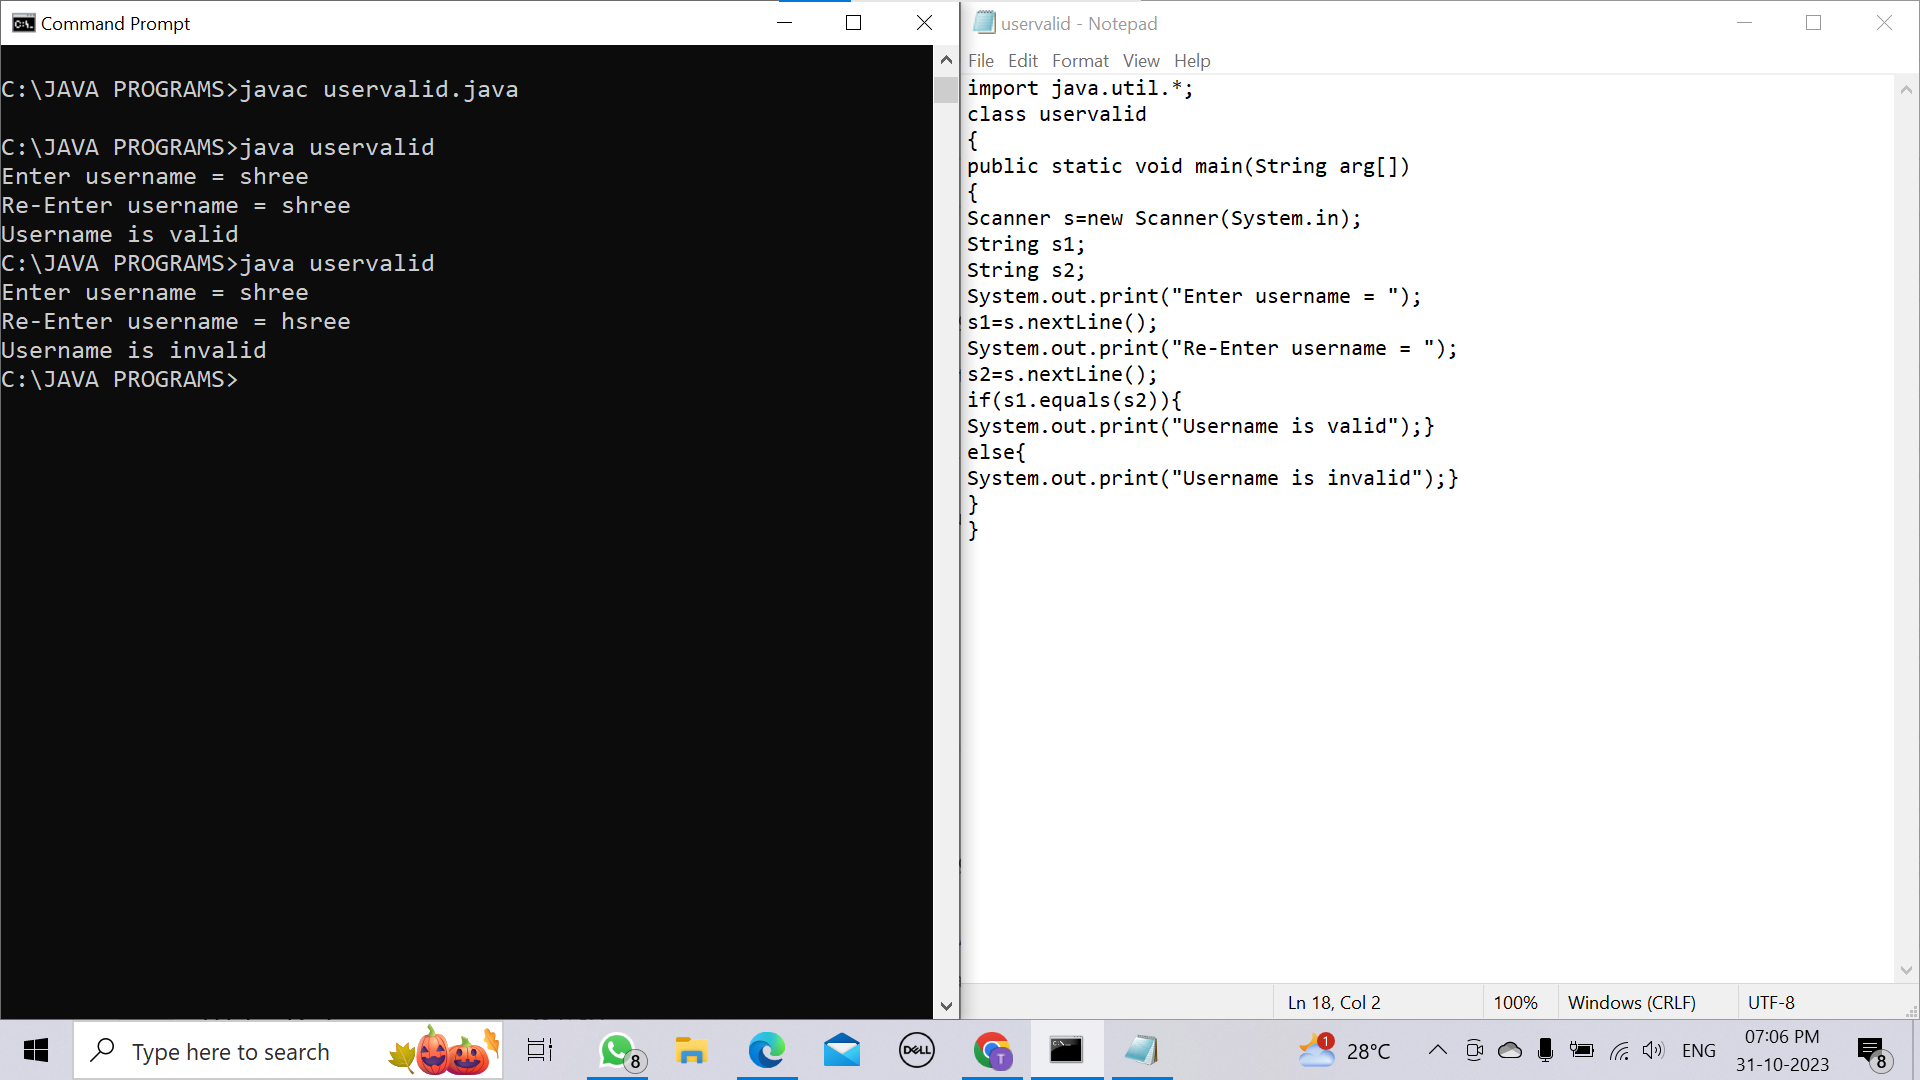 Command Prompt
C:\JAVA PROGRAMS>javac uservalid.java
C:\JAVA PROGRAMS>java uservalid
Enter username = shree
Re-Enter username = shree
Username is valid
C:\JAVA PROGRAMS>java uservalid
Enter username = shree
Re-Enter username = hsree
Username is invalid
C:\JAVA PROGRAMS>
uservalid - Notepad
File Edit Format View Help
import java.util.*;
class uservalid
{
public static void main(String arg[])
{
Scanner s=new Scanner(System.in);
String s1;
String s2;
System.out.print("Enter username = ");
s1=s.nextLine();
System.out.print("Re-Enter username = ");
s2=s.nextLine();
if(s1.equals(s2)){
System.out.print("Username is valid");}
else{
System.out.print("Username is invalid");}
}
}
Ln 18, Col 2 100% Windows (CRLF) UTF-8
Type here to search
8
DELL
T
1
28°C
ENG
07:06 PM
31-10-2023
8